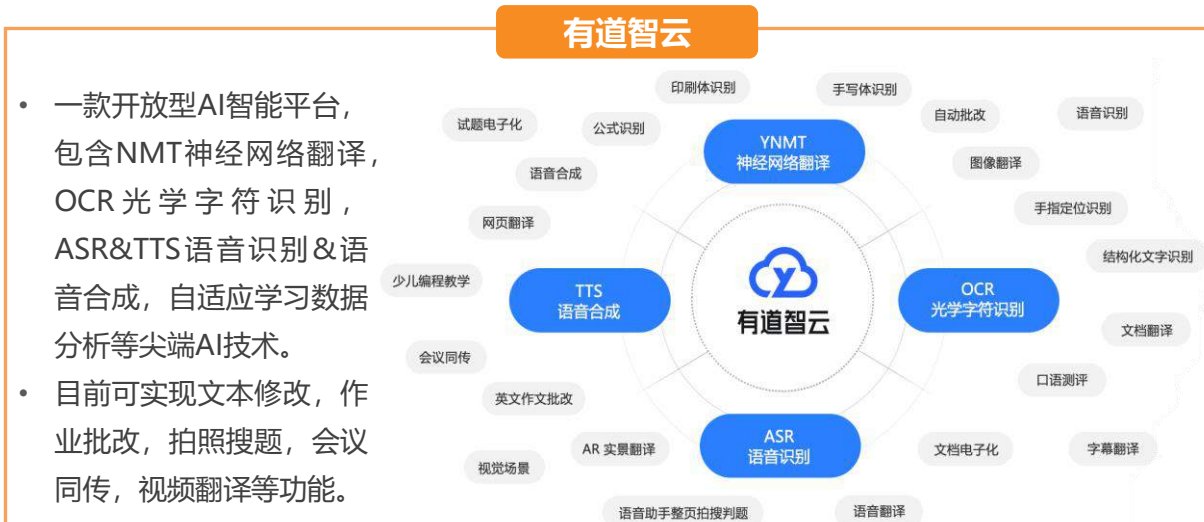 有道智云
• 一款开放型AI智能平台，
包含NMT神经网络翻译，
OCR光学字符识别，
ASR&TTS语音识别&语
音合成，自适应学习数据
分析等尖端AI技术。
• 目前可实现文本修改，作
业批改，拍照搜题，会议
同传，视频翻译等功能。
印刷体识别
手写体识别
试题电子化
公式识别
自动批改
语音识别
YNMT
神经网络翻译
语音合成
图像翻译
网页翻译
手指定位识别
少儿编程教学
结构化文字识别
TTS
语音合成
有道智云
OCR
光学字符识别
会议同传
文档翻译
英文作文批改
口语测评
ASR
语音识别
视觉场景
AR 实景翻译
文档电子化
字幕翻译
语音助手整页拍搜判题
语音翻译